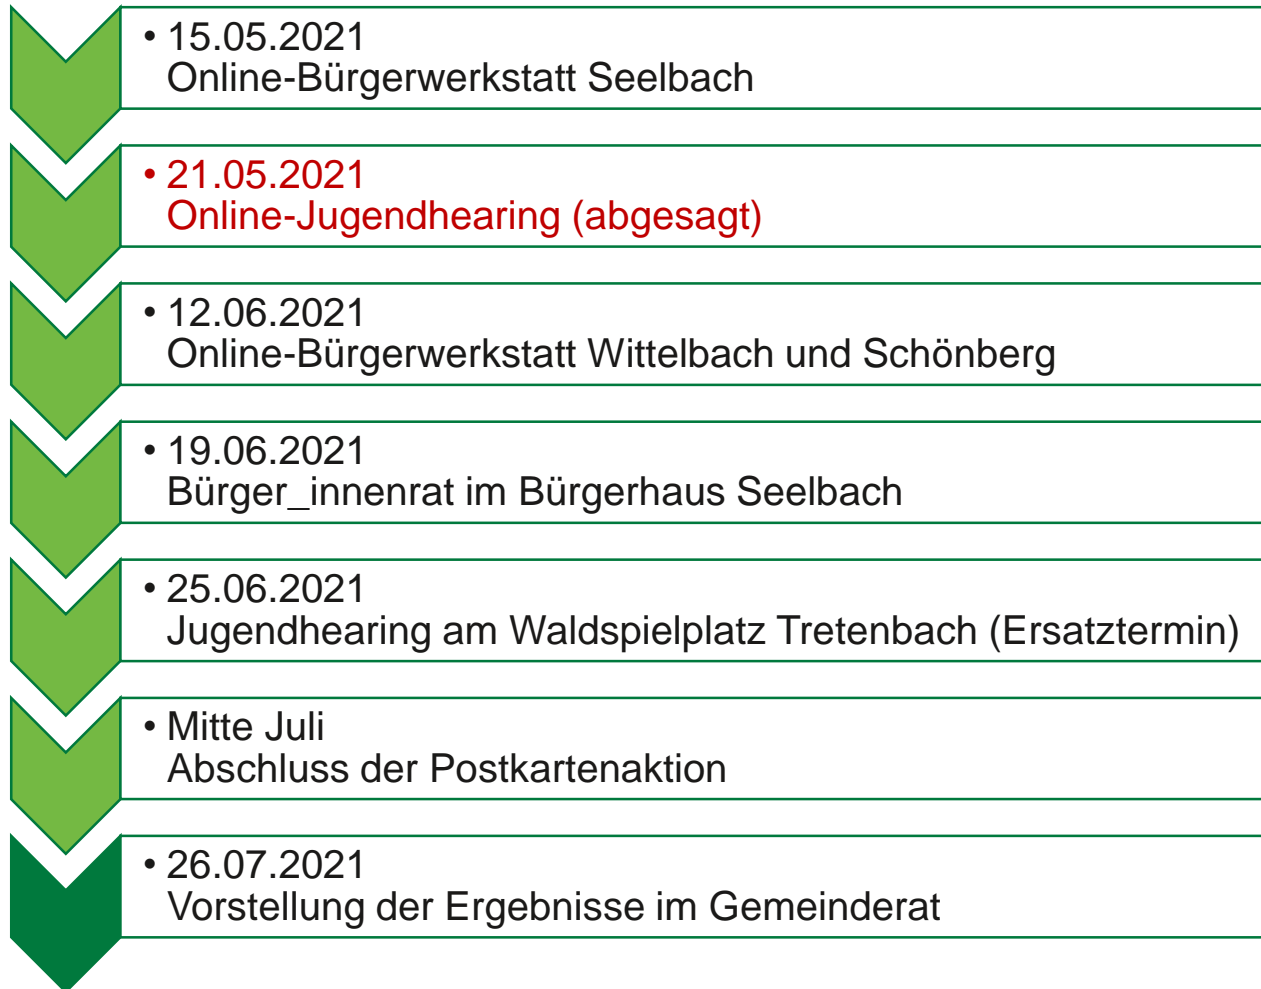 • 15.05.2021
Online-Bürgerwerkstatt Seelbach
• 21.05.2021
Online-Jugendhearing (abgesagt)
• 12.06.2021
Online-Bürgerwerkstatt Wittelbach und Schönberg
• 19.06.2021
Bürger_innenrat im Bürgerhaus Seelbach
• 25.06.2021
Jugendhearing am Waldspielplatz Tretenbach (Ersatztermin)
• Mitte Juli
Abschluss der Postkartenaktion
• 26.07.2021
Vorstellung der Ergebnisse im Gemeinderat